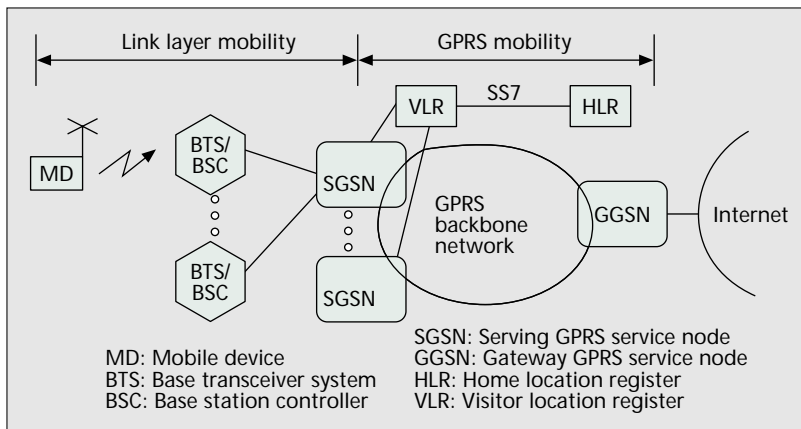 Link layer mobility
GPRS mobility
SS7
VLR
HLR
MD
BTS/
BSC
SGSN
GPRS
backbone
network
GGSN
Internet
BTS/
BSC
SGSN
MD: Mobile device
BTS: Base transceiver system
BSC: Base station controller
SGSN: Serving GPRS service node
GGSN: Gateway GPRS service node
HLR: Home location register
VLR: Visitor location register